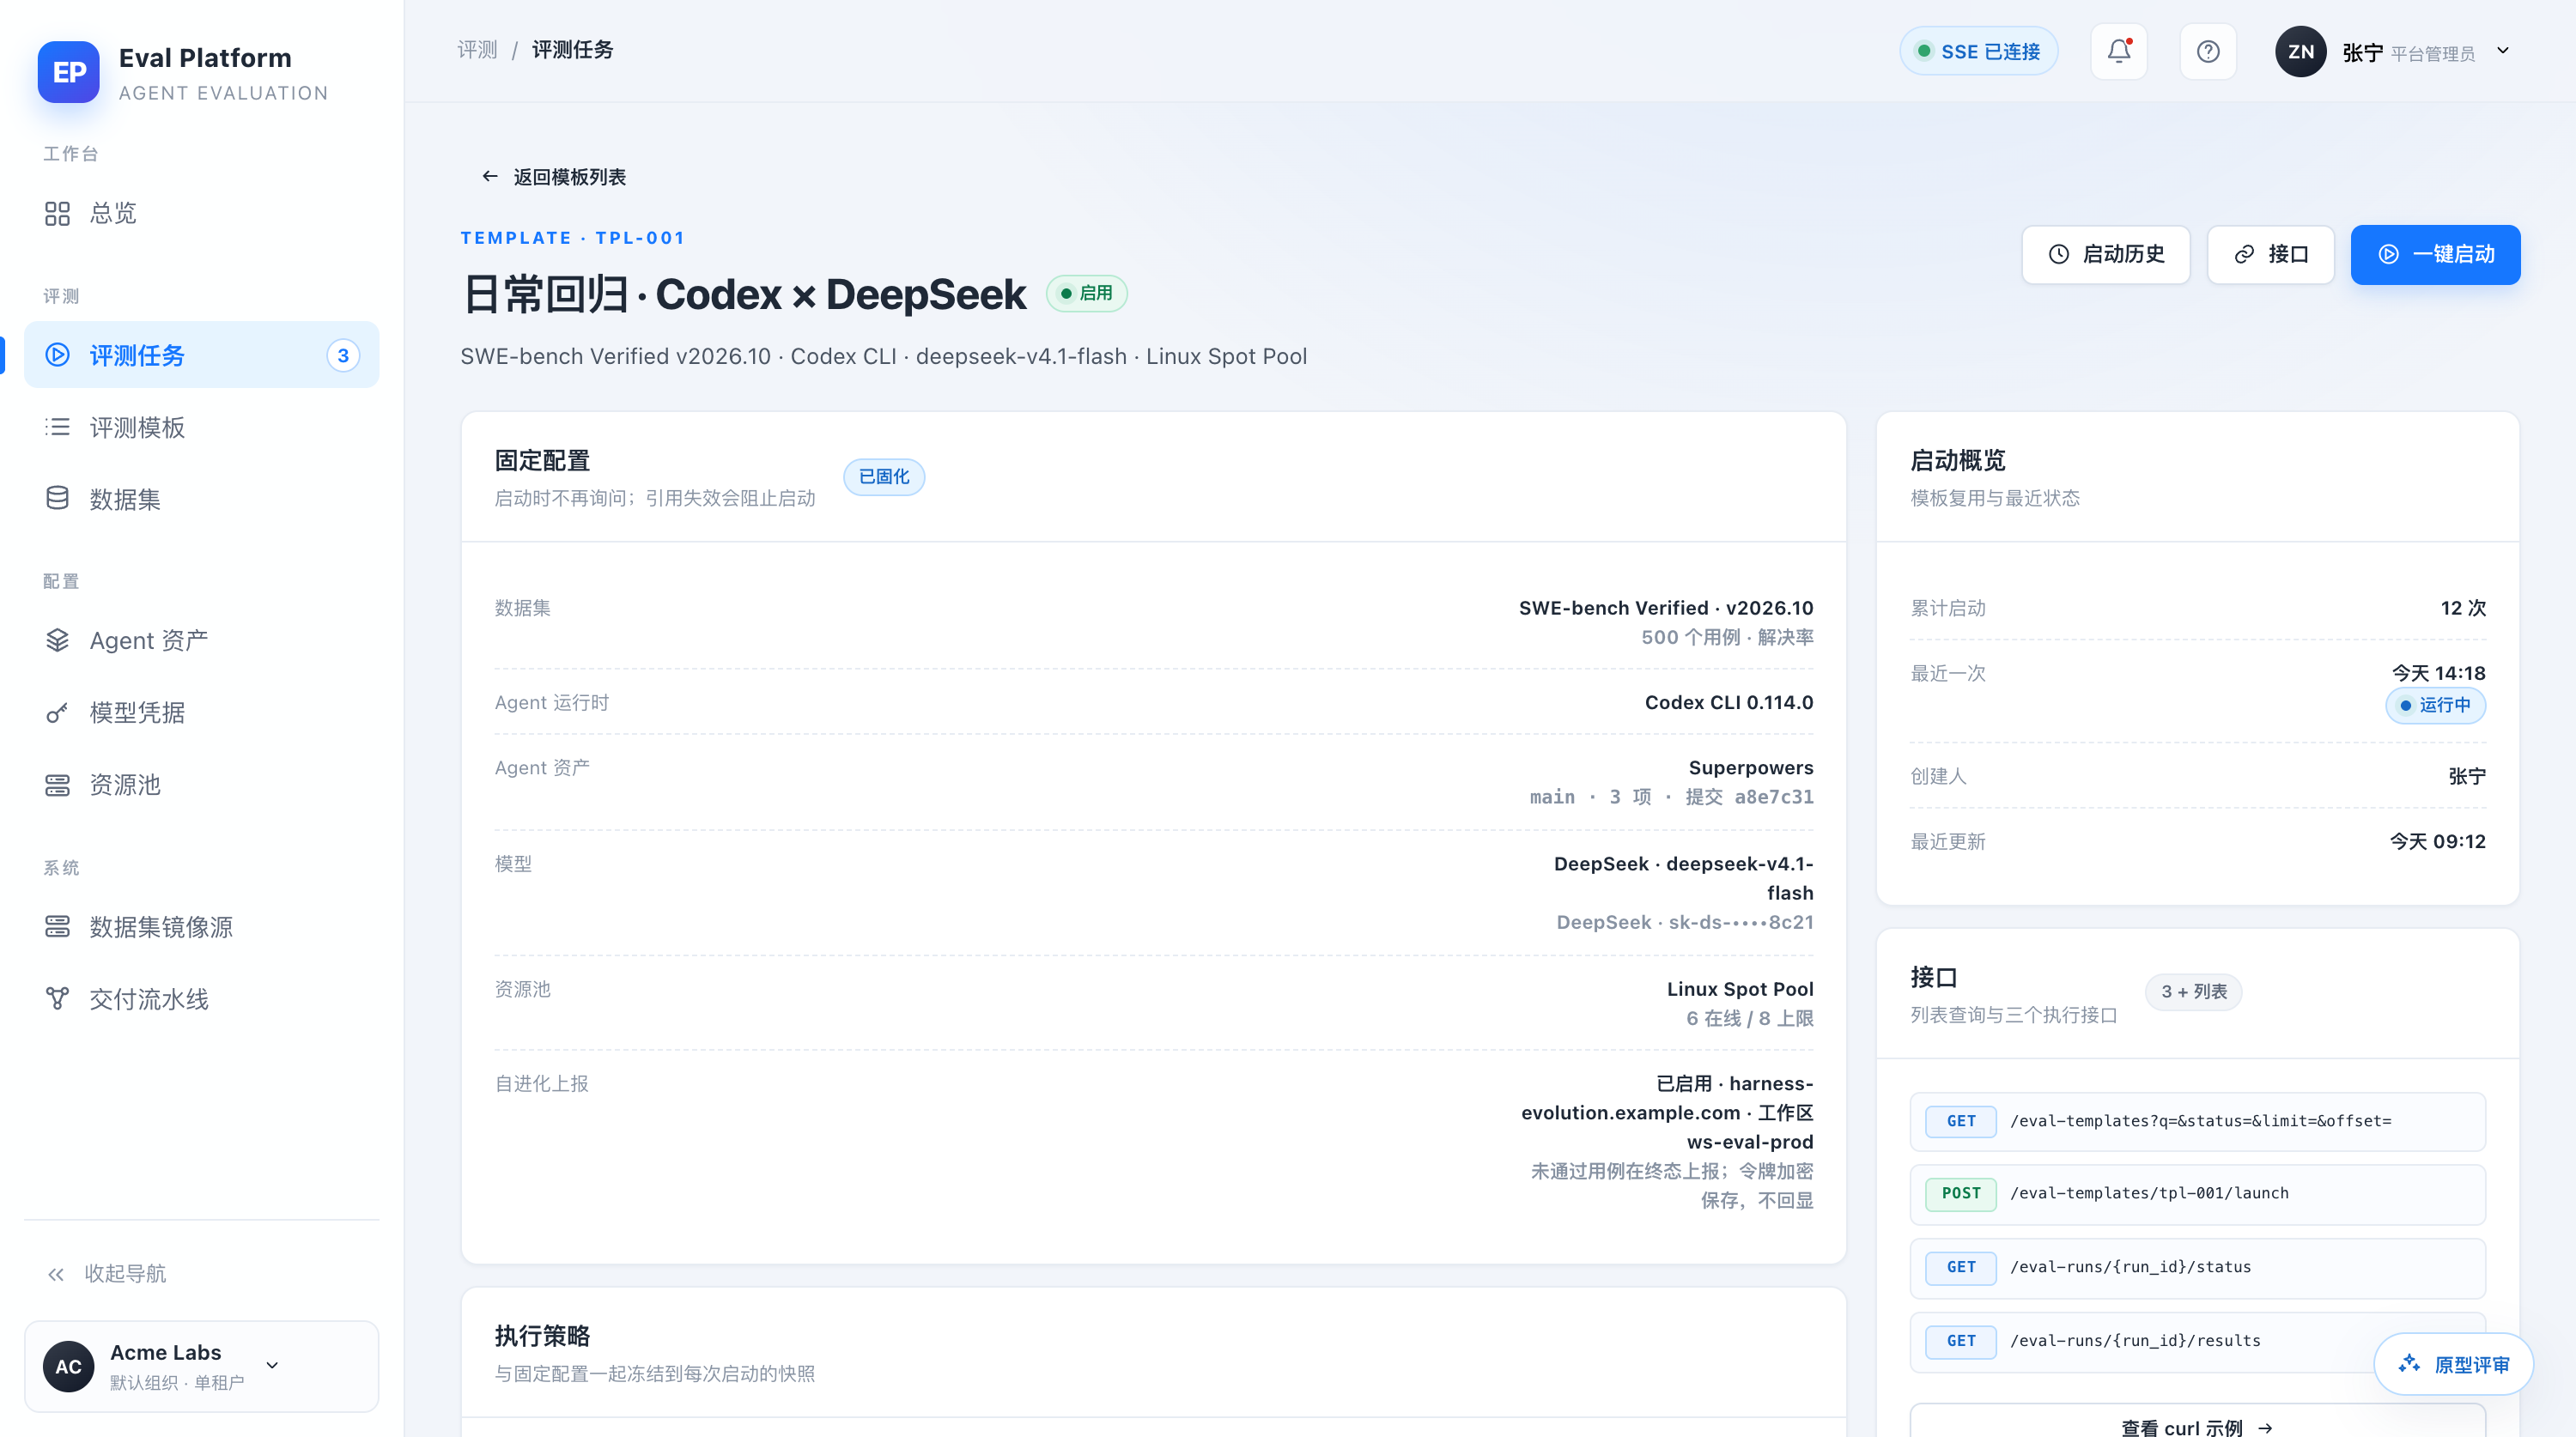 EP
Eval Platform
AGENT EVALUATION
工作台
总览
评测
评测任务
3
评测模板
数据集
配置
Agent 资产
模型凭据
资源池
系统
数据集镜像源
交付流水线
收起导航
AC
Acme Labs
默认组织 · 单租户
评测 / 评测任务
SSE 已连接
ZN
张宁 平台管理员
返回模板列表
TEMPLATE · TPL-001
日常回归 · Codex × DeepSeek
启用
SWE-bench Verified v2026.10 · Codex CLI · deepseek-v4.1-flash · Linux Spot Pool
启动历史
接口
一键启动
固定配置
启动时不再询问；引用失效会阻止启动
已固化
数据集
SWE-bench Verified · v2026.10
500 个用例 · 解决率
Agent 运行时
Codex CLI 0.114.0
Agent 资产
Superpowers
main · 3 项 · 提交 a8e7c31
模型
DeepSeek · deepseek-v4.1-
flash
DeepSeek · sk-ds-••••8c21
资源池
Linux Spot Pool
6 在线 / 8 上限
自进化上报
已启用 · harness-
evolution.example.com · 工作区
ws-eval-prod
未通过用例在终态上报；令牌加密
保存，不回显
执行策略
与固定配置一起冻结到每次启动的快照
启动概览
模板复用与最近状态
累计启动
12 次
最近一次
今天 14:18
运行中
创建人
张宁
最近更新
今天 09:12
接口
列表查询与三个执行接口
3 + 列表
GET /eval-templates?q=&status=&limit=&offset=
POST /eval-templates/tpl-001/launch
GET /eval-runs/{run_id}/status
GET /eval-runs/{run_id}/results
原型评审
查看 curl 示例 →